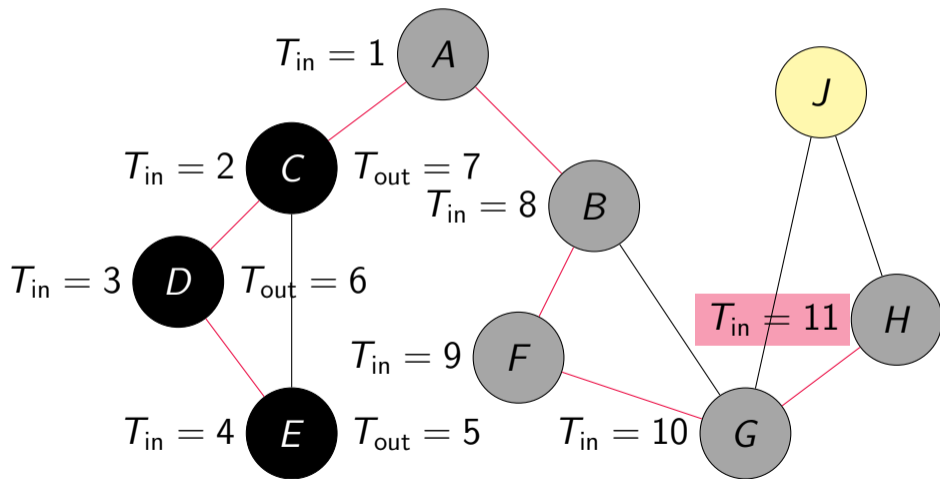 T_in = 1 A
J
T_in = 2 C T_out = 7
T_in = 8 B
T_in = 3 D T_out = 6
T_in = 11 H
T_in = 9 F
T_in = 4 E T_out = 5
T_in = 10 G